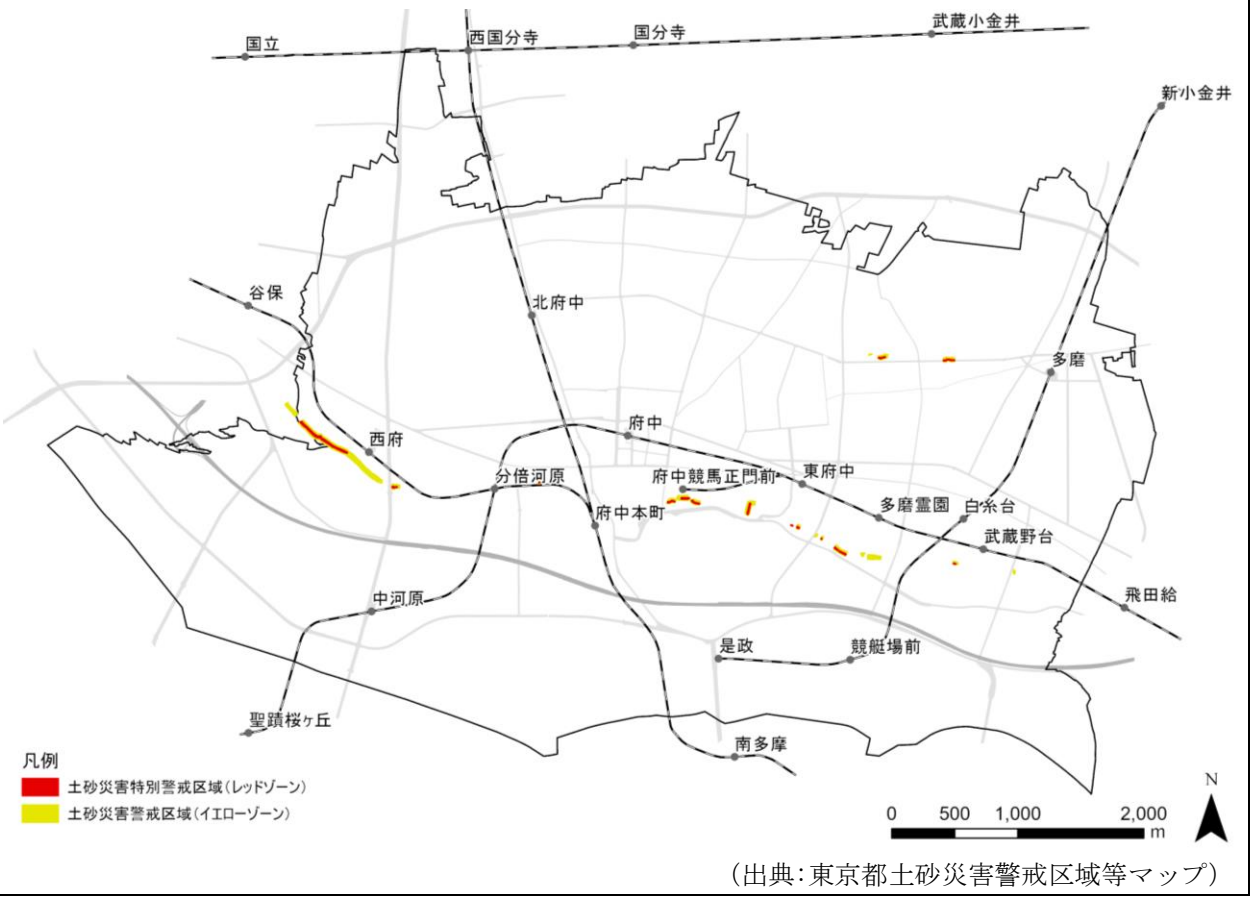 武蔵小金井
国立
西国分寺
国分寺
新小金井
谷保
北府中
多磨
府中
西府
分倍河原
府中競馬正門前
東府中
府中本町
多磨霊園
白糸台
武蔵野台
中河原
飛田給
是政
競艇場前
聖蹟桜ヶ丘
南多摩
凡例
土砂災害特別警戒区域(レッドゾーン)
土砂災害警戒区域(イエローゾーン)
N
0 500 1,000 2,000
m
(出典:東京都土砂災害警戒区域等マップ)